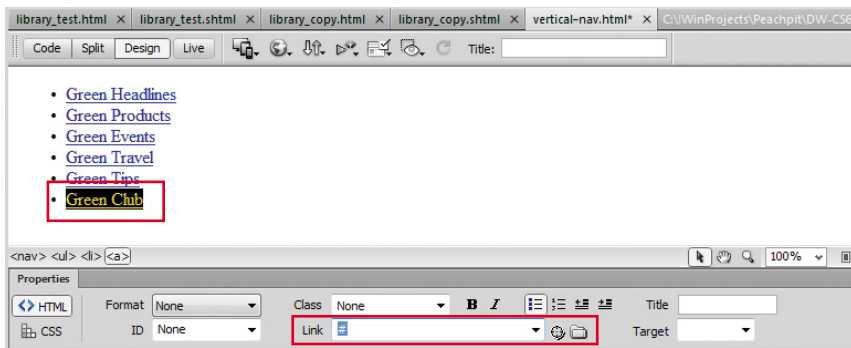 library_test.html × library_test.shtml × library_copy.html × library_copy.shtml × vertical-nav.html* × C:\!WinProjects\Peachpit\DW-CS6
Code Split Design Live Title:
• Green Headlines
• Green Products
• Green Events
• Green Travel
• Green Tips
• Green Club
<nav> <ul> <li> <a> 100%
Properties
<> HTML Format None Class None B I Title
CSS ID None Link # Target